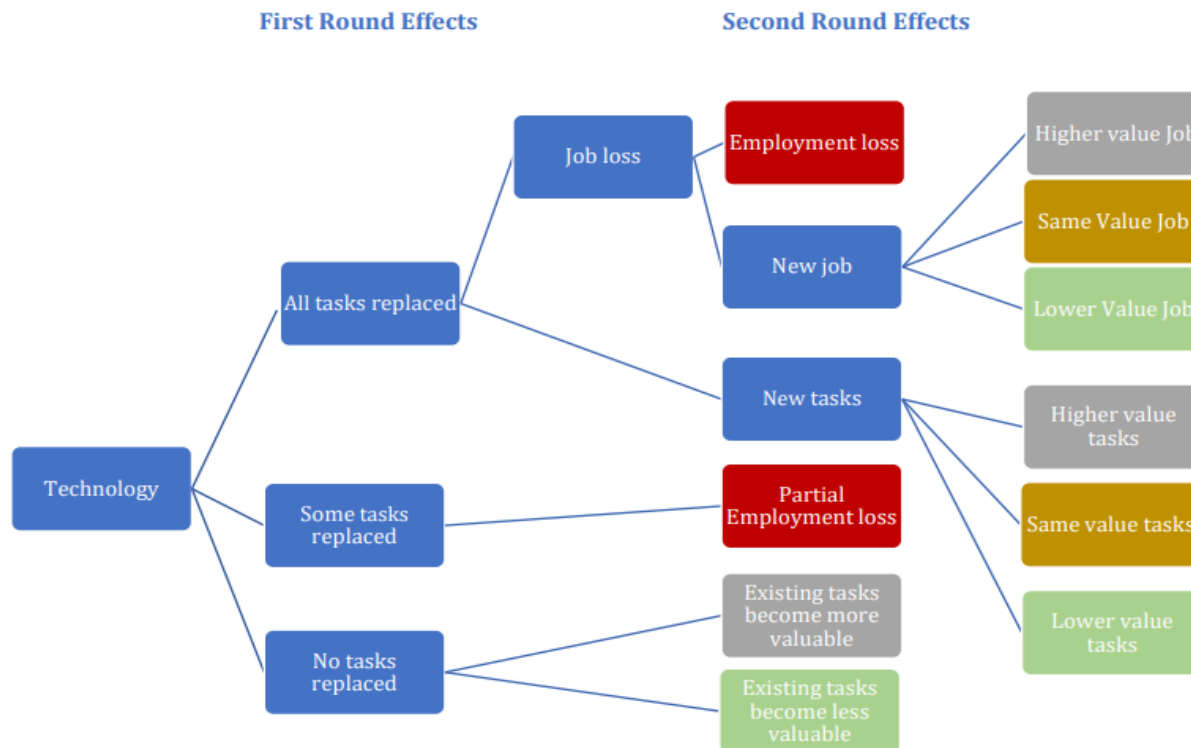 First Round Effects
Second Round Effects
Technology
All tasks replaced
Some tasks
replaced
No tasks
replaced
Job loss
Employment loss
New job
New tasks
Partial
Employment loss
Existing tasks
become more
valuable
Existing tasks
become less
valuable
Higher value Job
Same Value Job
Lower Value Job
Higher value
tasks
Same value tasks
Lower value
tasks